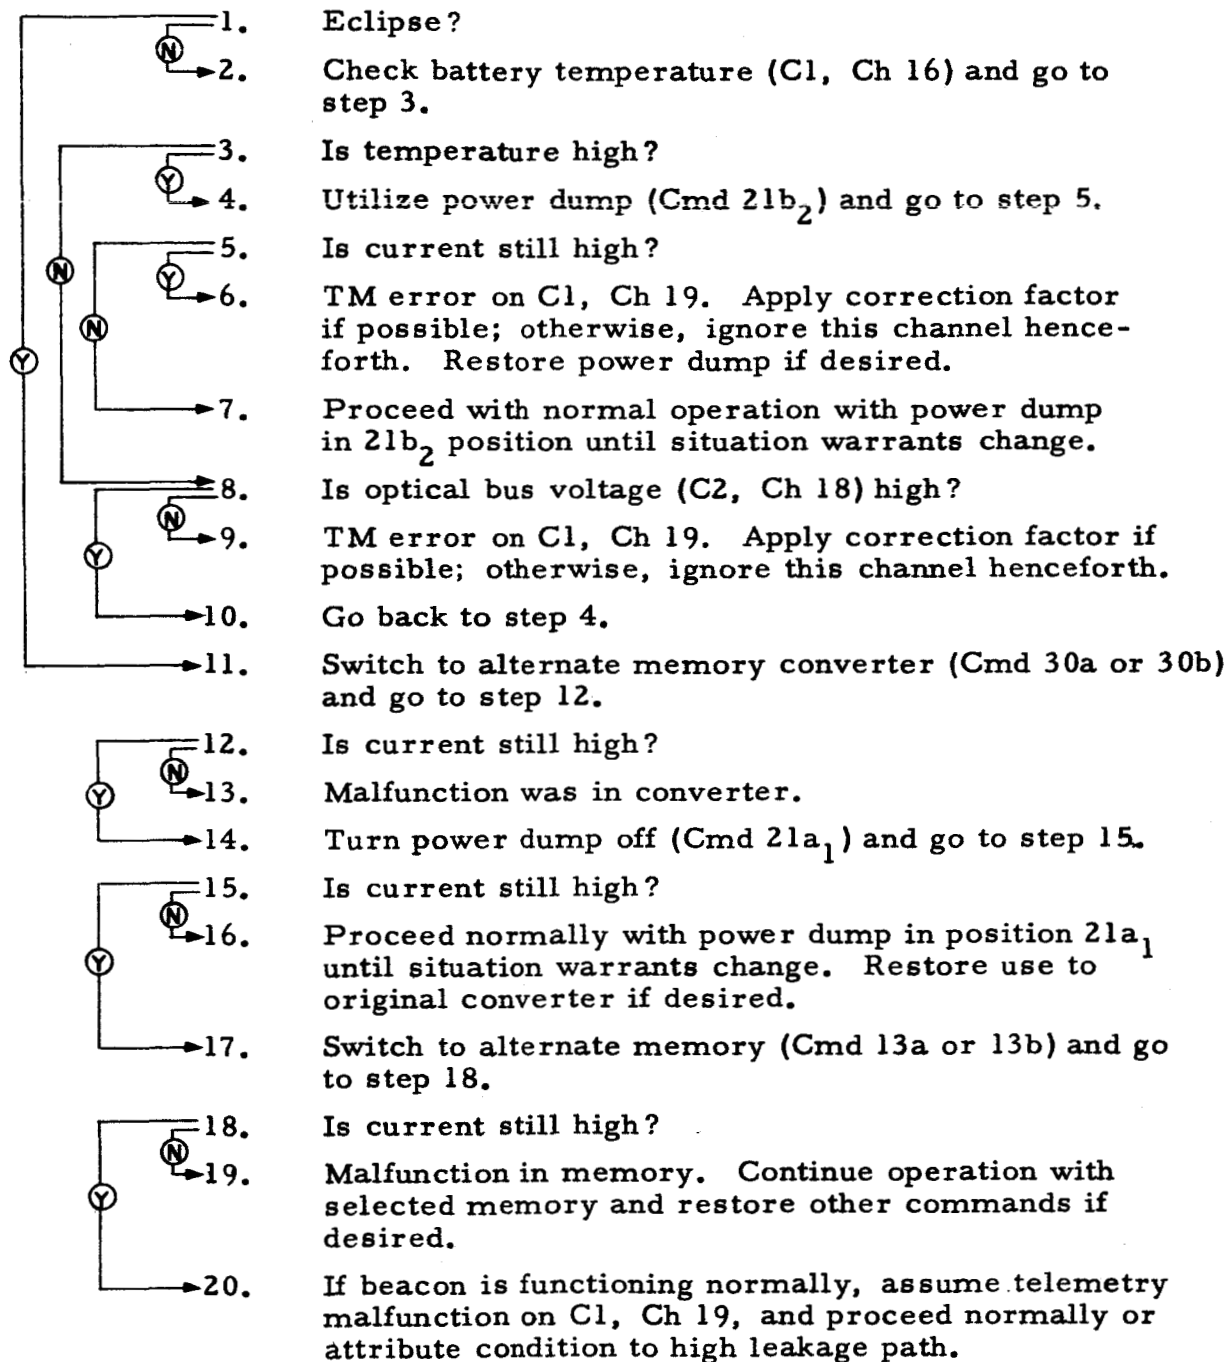 1. Eclipse?
N
2. Check battery temperature (C1, Ch 16) and go to
step 3.
3. Is temperature high?
Y
4. Utilize power dump (Cmd 21b2) and go to step 5.
5. Is current still high?
N
Y
6. TM error on C1, Ch 19. Apply correction factor
N
if possible; otherwise, ignore this channel hence-
Y
forth. Restore power dump if desired.
7. Proceed with normal operation with power dump
in 21b2 position until situation warrants change.
8. Is optical bus voltage (C2, Ch 18) high?
N
9. TM error on C1, Ch 19. Apply correction factor if
Y
possible; otherwise, ignore this channel henceforth.
10. Go back to step 4.
11. Switch to alternate memory converter (Cmd 30a or 30b)
and go to step 12.
12. Is current still high?
N
Y
13. Malfunction was in converter.
14. Turn power dump off (Cmd 21a1) and go to step 15.
15. Is current still high?
N
16. Proceed normally with power dump in position 21a1
Y
until situation warrants change. Restore use to
original converter if desired.
17. Switch to alternate memory (Cmd 13a or 13b) and go
to step 18.
18. Is current still high?
N
19. Malfunction in memory. Continue operation with
Y
selected memory and restore other commands if
desired.
20. If beacon is functioning normally, assume telemetry
malfunction on C1, Ch 19, and proceed normally or
attribute condition to high leakage path.